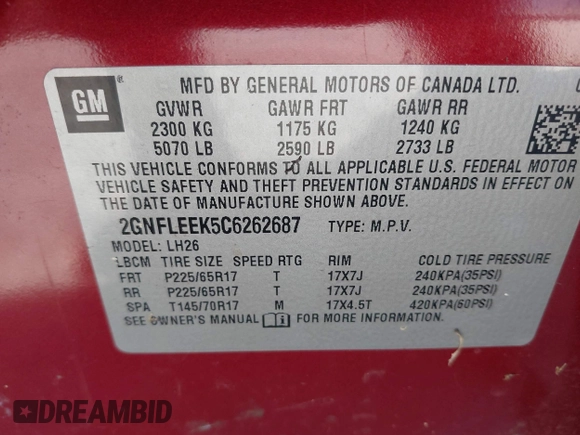 GM
®
MFD BY GENERAL MOTORS OF CANADA LTD.
GVWR GAWR FRT GAWR RR
2300 KG 1175 KG 1240 KG
5070 LB 2590 LB 2733 LB
THIS VEHICLE CONFORMS TO ALL APPLICABLE U.S. FEDERAL MOTOR
VEHICLE SAFETY AND THEFT PREVENTION STANDARDS IN EFFECT ON
THE DATE OF MANUFACTURE SHOWN ABOVE.
2GNFLEEK5C6262687 TYPE: M.P.V.
MODEL: LH26
LBCM TIRE SIZE SPEED RTG RIM COLD TIRE PRESSURE
FRT P225/65R17 T 17X7J 240KPA(35PSI)
RR P225/65R17 T 17X7J 240KPA(35PSI)
SPA T145/70R17 M 17X4.5T 420KPA(60PSI)
SEE OWNER'S MANUAL FOR MORE INFORMATION.
DREAMBID